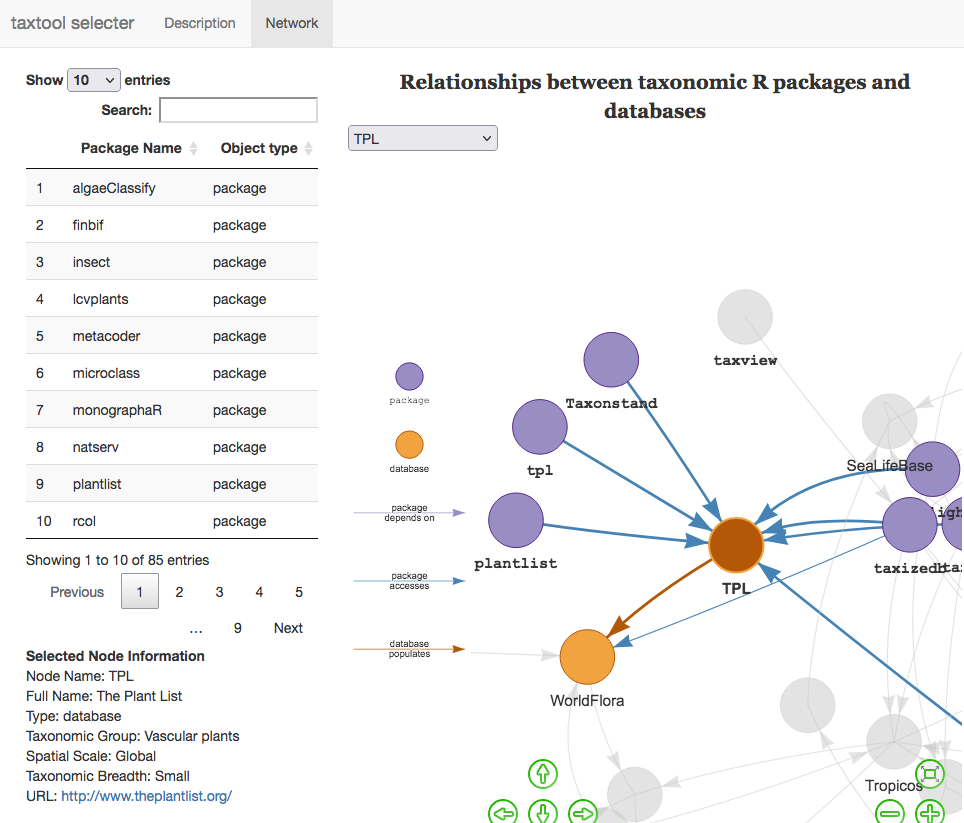 taxtool selecter Description Network
Show 10 entries
Search:
Package Name Object type
1 algaeClassify package
2 finbif package
3 insect package
4 lcvplants package
5 metacoder package
6 microclass package
7 monographaR package
8 natserv package
9 plantlist package
10 rcol package
Showing 1 to 10 of 85 entries
Previous 1 2 3 4 5
... 9 Next
Selected Node Information
Node Name: TPL
Full Name: The Plant List
Type: database
Taxonomic Group: Vascular plants
Spatial Scale: Global
Taxonomic Breadth: Small
URL: http://www.theplantlist.org/
Relationships between taxonomic R packages and
databases
TPL
package
database
package
depends on
package
accesses
database
populates
taxview
Taxonstand
tpl
SeaLifeBase
plantlist
TPL
WorldFlora
Tropicos